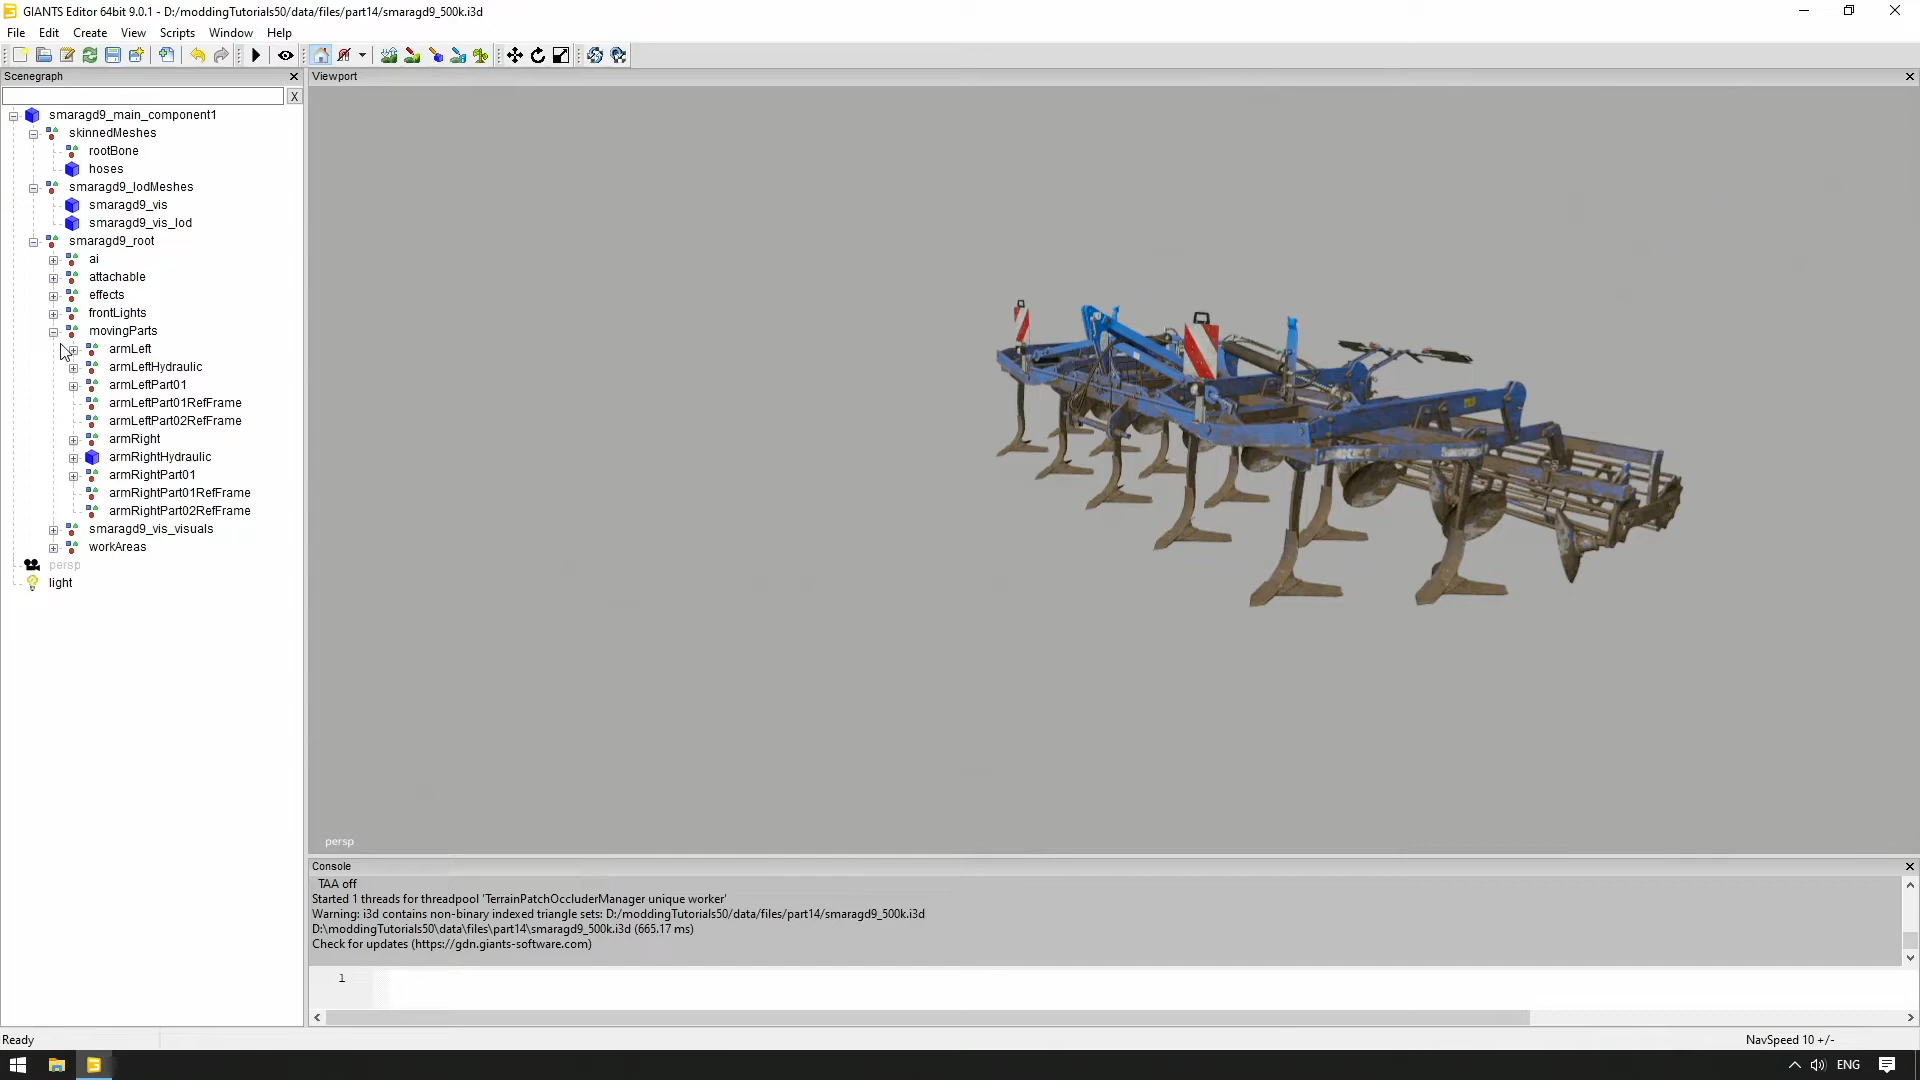 GIANTS Editor 64bit 9.0.1 - D:/moddingTutorials50/data/files/part14/smaragd9_500k.i3d
File Edit Create View Scripts Window Help
Scenegraph
X
smaragd9_main_component1
skinnedMeshes
rootBone
hoses
smaragd9_lodMeshes
smaragd9_vis
smaragd9_vis_lod
smaragd9_root
ai
attachable
effects
frontLights
movingParts
armLeft
armLeftHydraulic
armLeftPart01
armLeftPart01RefFrame
armLeftPart02RefFrame
armRight
armRightHydraulic
armRightPart01
armRightPart01RefFrame
armRightPart02RefFrame
smaragd9_vis_visuals
workAreas
persp
light
Viewport
persp
Console
TAA off
Started 1 threads for threadpool 'TerrainPatchOccluderManager unique worker'
Warning: i3d contains non-binary indexed triangle sets: D:/moddingTutorials50/data/files/part14/smaragd9_500k.i3d
D:\moddingTutorials50\data\files\part14\smaragd9_500k.i3d (665.17 ms)
Check for updates (https://gdn.giants-software.com)
1
Ready
NavSpeed 10 +/-
ENG